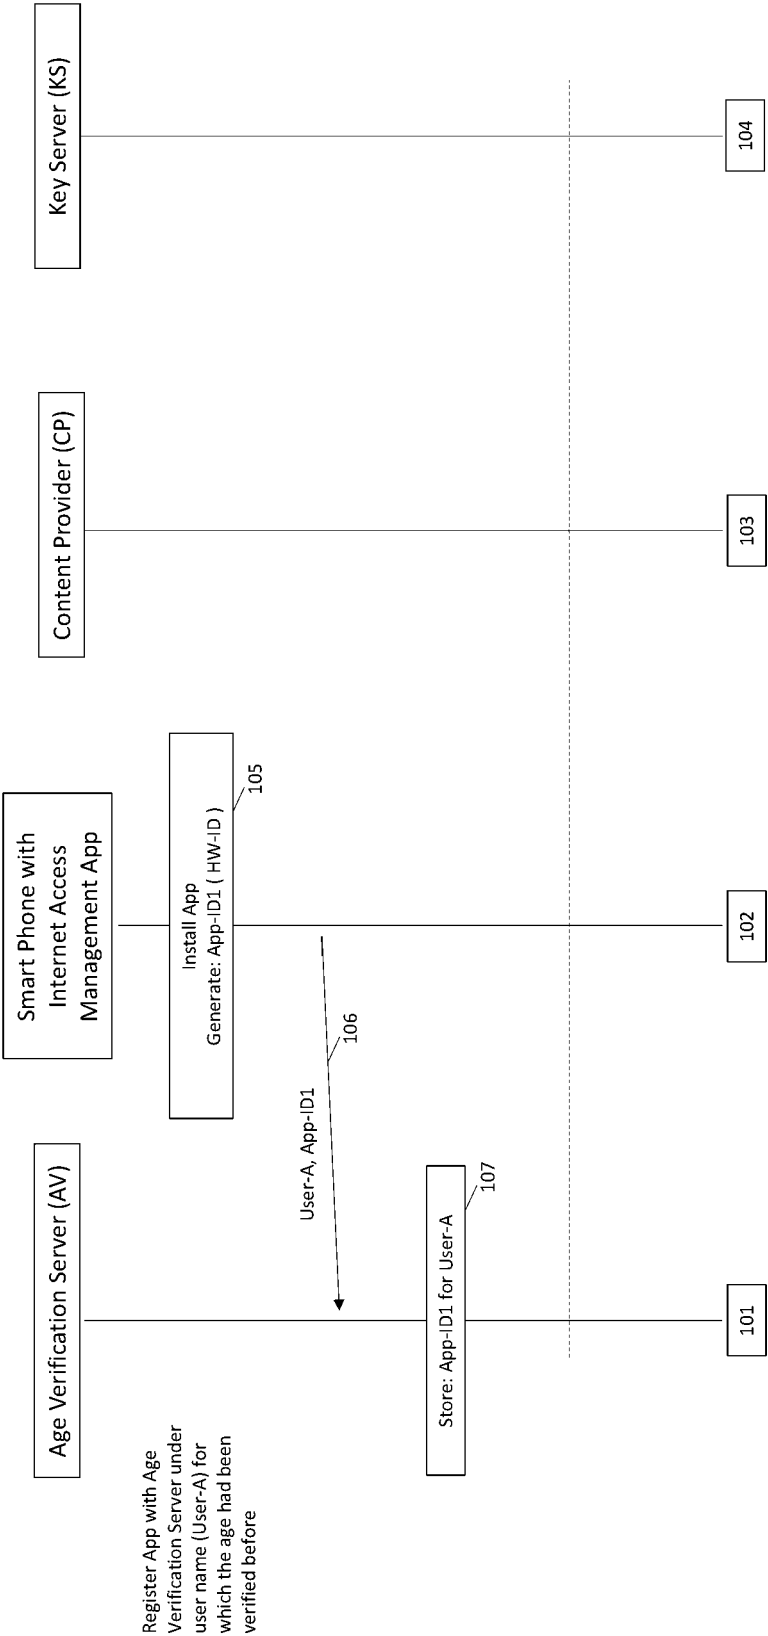 Age Verification Server (AV)
Smart Phone with
Internet Access
Management App
Content Provider (CP)
Key Server (KS)
Register App with Age
Verification Server under
user name (User-A) for
which the age had been
verified before
Install App
Generate: App-ID1 ( HW-ID )
105
User-A, App-ID1
106
Store: App-ID1 for User-A
107
101
102
103
104